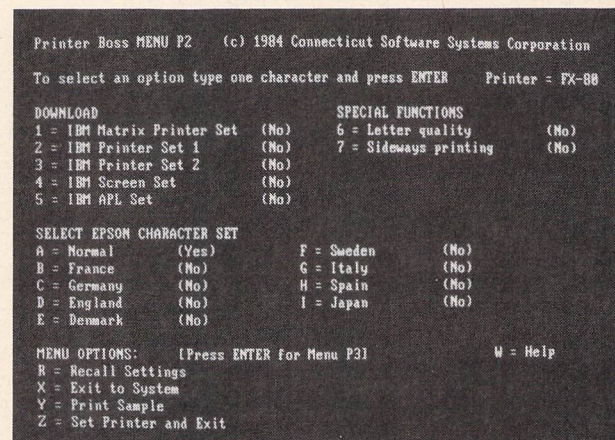 Printer Boss MENU P2 (c) 1984 Connecticut Software Systems Corporation
To select an option type one character and press ENTER Printer = FX-80
DOWNLOAD SPECIAL FUNCTIONS
1 = IBM Matrix Printer Set (No) 6 = Letter quality (No)
2 = IBM Printer Set 1 (No) 7 = Sideways printing (No)
3 = IBM Printer Set 2 (No)
4 = IBM Screen Set (No)
5 = IBM APL Set (No)
SELECT EPSON CHARACTER SET
A = Normal (Yes) F = Sweden (No)
B = France (No) G = Italy (No)
C = Germany (No) H = Spain (No)
D = England (No) I = Japan (No)
E = Denmark (No)
MENU OPTIONS: [Press ENTER for Menu P3] W = Help
R = Recall Settings
X = Exit to System
Y = Print Sample
Z = Set Printer and Exit